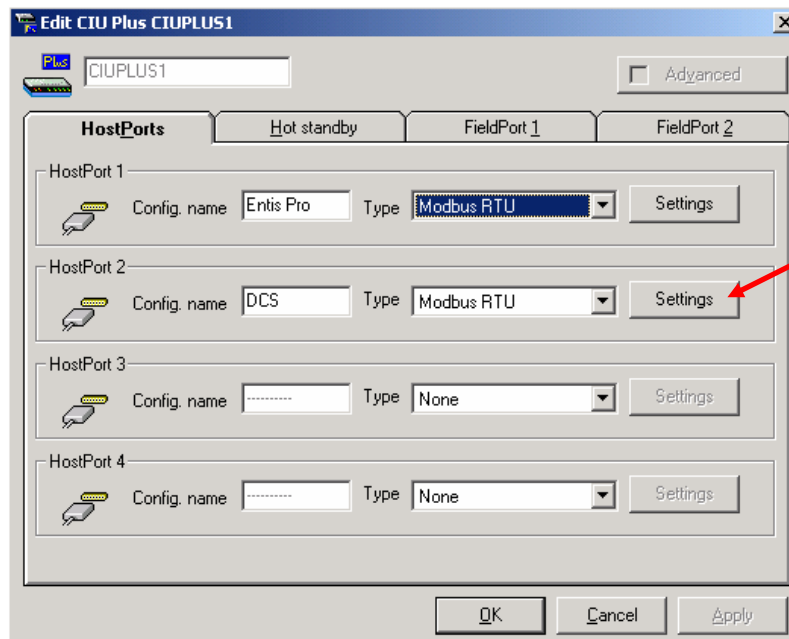 Edit CIU Plus CIUPLUS1
Plus
CIUPLUS1
Advanced
HostPorts Hot standby FieldPort 1 FieldPort 2
HostPort 1
Config. name Entis Pro Type Modbus RTU Settings
HostPort 2
Config. name DCS Type Modbus RTU Settings
HostPort 3
Config. name --------- Type None Settings
HostPort 4
Config. name --------- Type None Settings
OK Cancel Apply